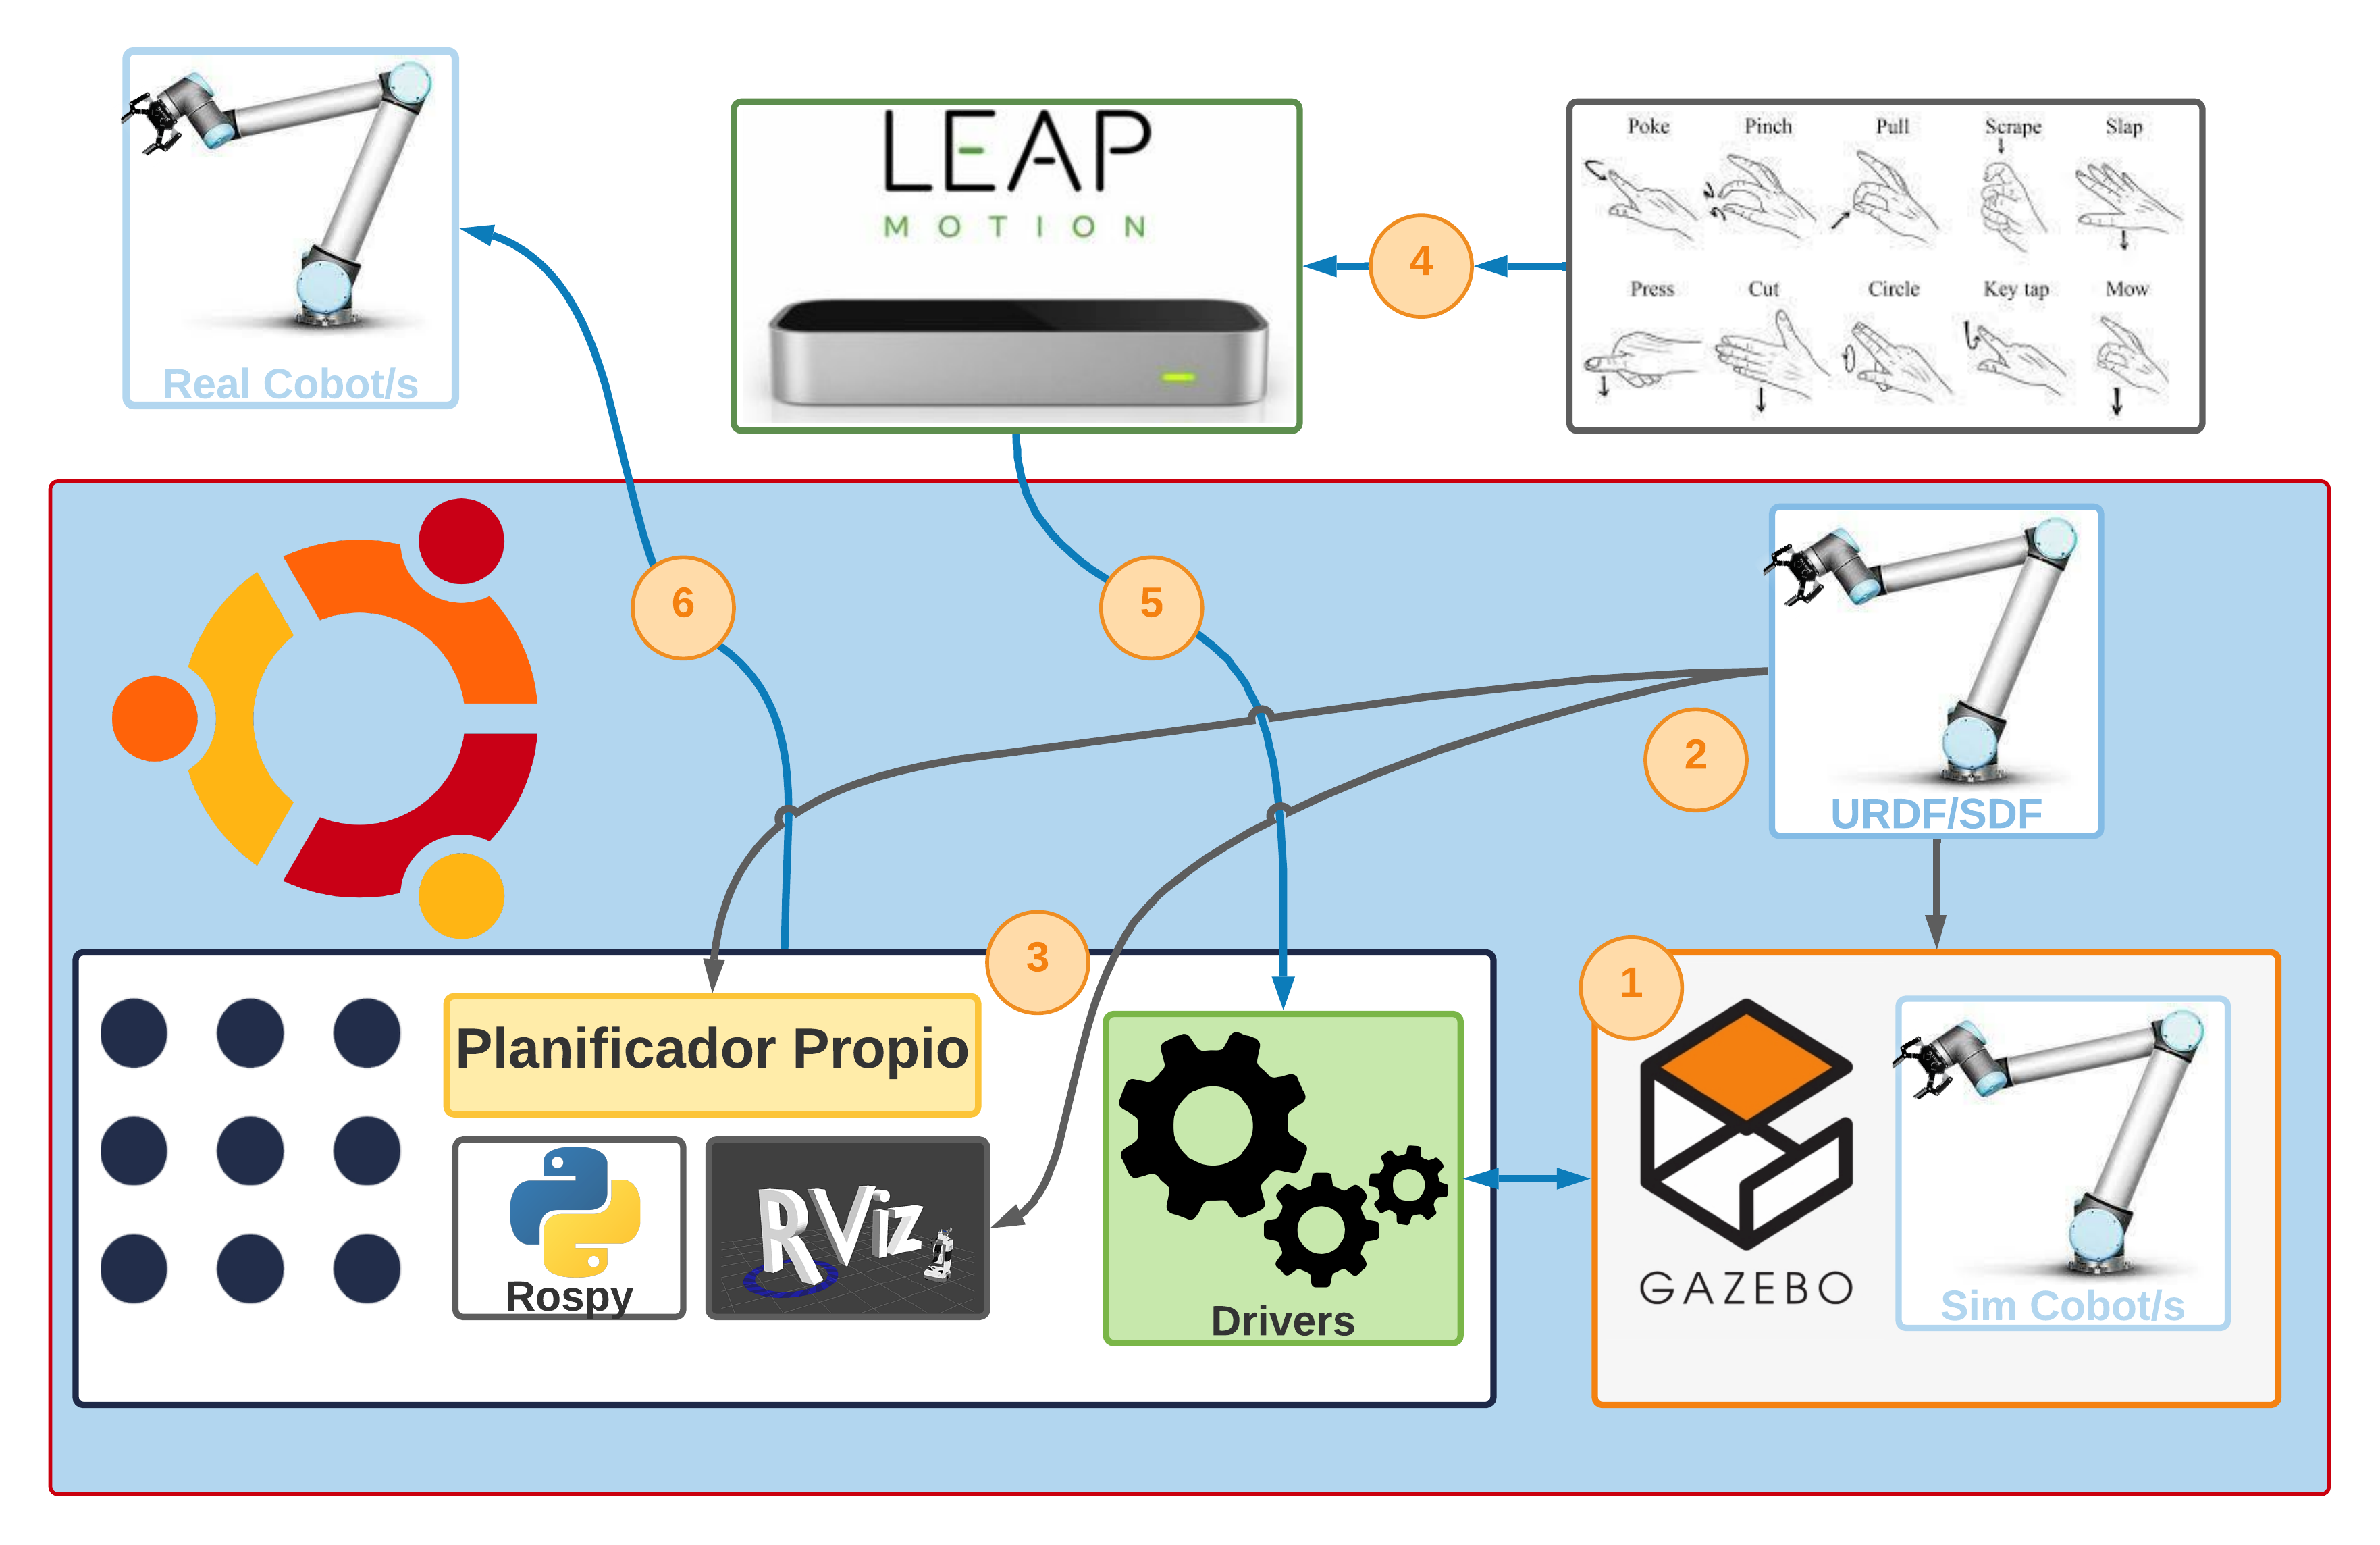 LEAP
MOTION
Poke Pinch Pull Scrape Slap
Press Cut Circle Key tap Mow
4
Real Cobot/s
6
5
2
URDF/SDF
3
1
Planificador Propio
Rospy
RViz
Drivers
GAZEBO
Sim Cobot/s